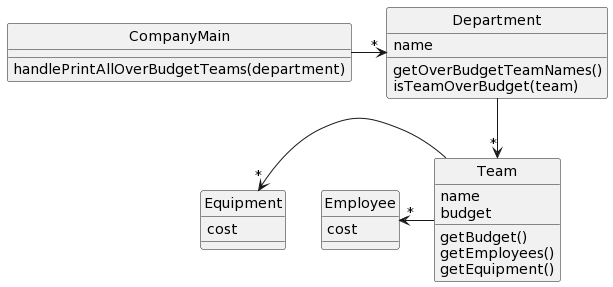 CompanyMain
handlePrintAllOverBudgetTeams(department)
*
Department
name
getOverBudgetTeamNames()
isTeamOverBudget(team)
*
Team
name
budget
getBudget()
getEmployees()
getEquipment()
*
Equipment
cost
*
Employee
cost